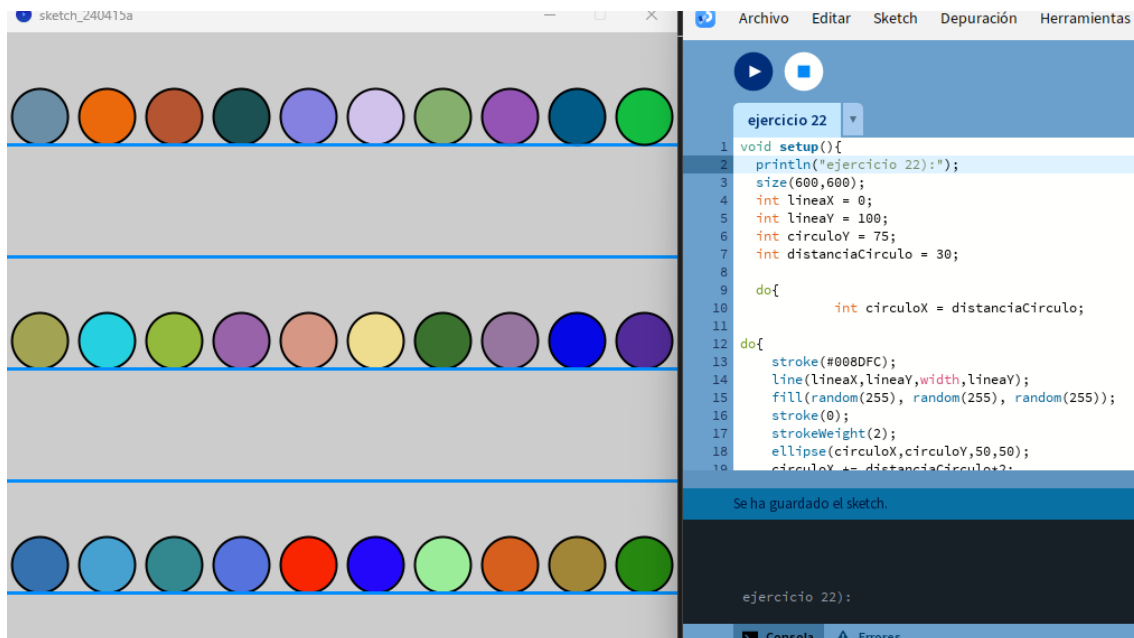 sketch_240415a
Archivo Editar Sketch Depuración Herramientas
ejercicio 22
1 void setup(){
2 println("ejercicio 22):");
3 size(600,600);
4 int lineaX = 0;
5 int lineaY = 100;
6 int circuloY = 75;
7 int distanciaCirculo = 30;
8
9 do{
10 int circuloX = distanciaCirculo;
11
12 do{
13 stroke(#008DFC);
14 line(lineaX,lineaY,width,lineaY);
15 fill(random(255), random(255), random(255));
16 stroke(0);
17 strokeWeight(2);
18 ellipse(circuloX,circuloY,50,50);
19 circuloX += distanciaCirculo*2;
Se ha guardado el sketch.
ejercicio 22):
Consola Errores